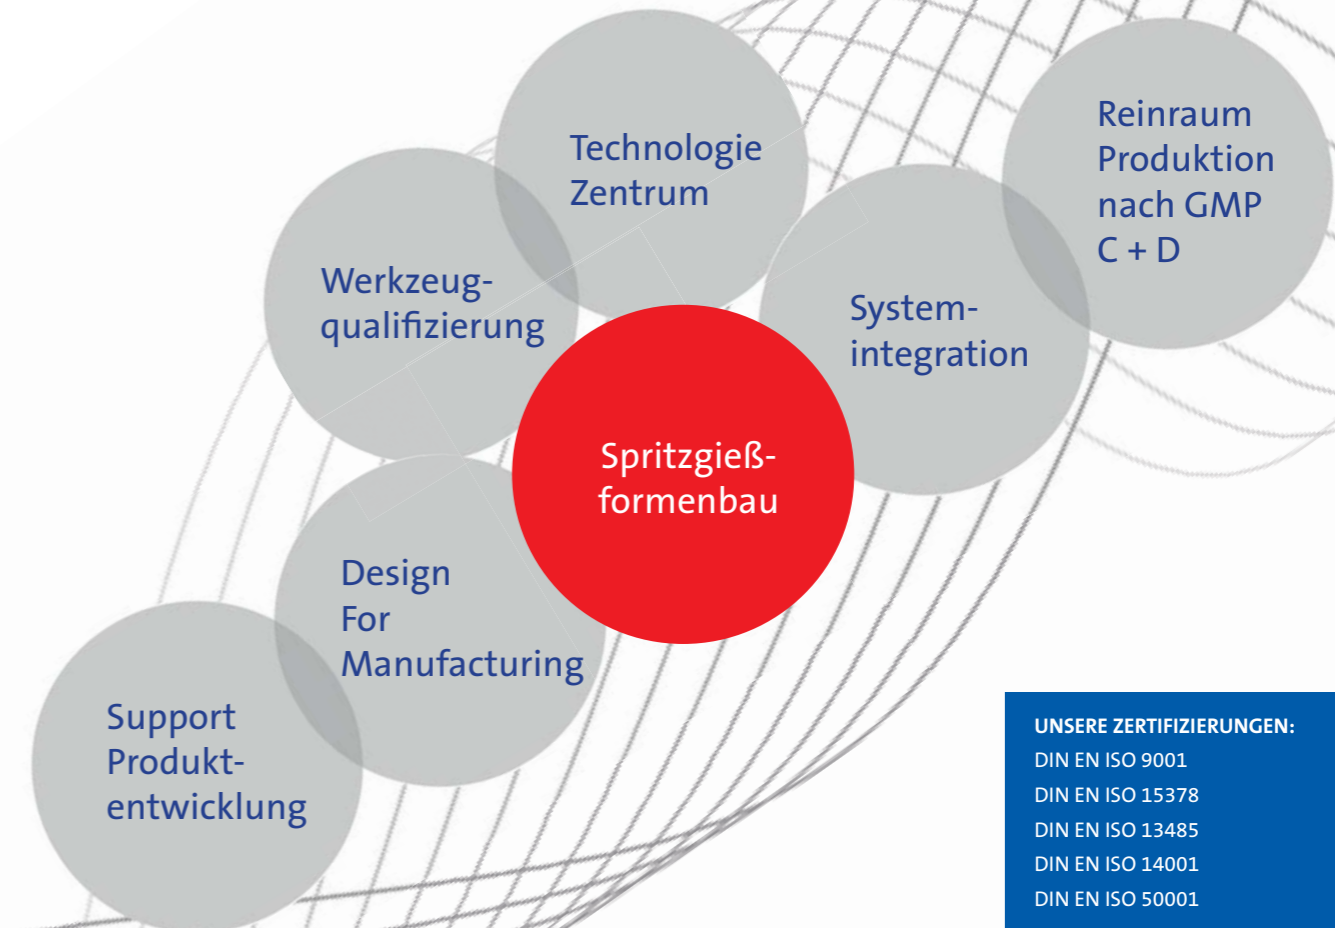 Technologie
Zentrum
Reinraum
Produktion
nach GMP
C + D
Werkzeug-
qualifizierung
System-
integration
Spritzgieß-
formenbau
Design
For
Manufacturing
Support
Produkt-
entwicklung
UNSERE ZERTIFIZIERUNGEN:
DIN EN ISO 9001
DIN EN ISO 15378
DIN EN ISO 13485
DIN EN ISO 14001
DIN EN ISO 50001